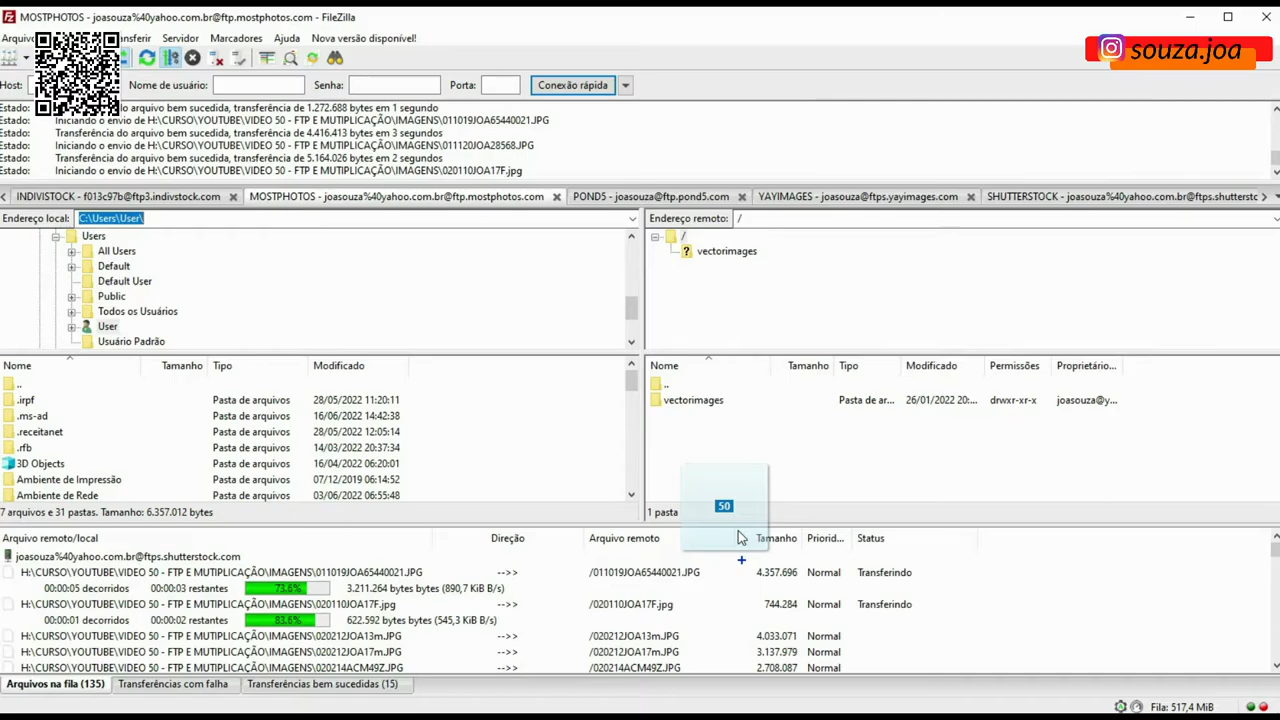 MOSTPHOTOS - joasouza%40yahoo.com.br@ftp.mostphotos.com - FileZilla
souza.joa
Servidor Marcadores Ajuda Nova versão disponível!
Host: Nome de usuário: Senha: Porta: Conexão rápida
Estado: do arquivo bem sucedida, transferência de 1.272.688 bytes em 1 segundo
Estado: Iniciando o envio de H:\CURSO\YOUTUBE\VIDEO 50 - FTP E MUTIPLICAÇÃO\IMAGENS\011019JOA65440021.JPG
Estado: Transferência do arquivo bem sucedida, transferência de 4.416.413 bytes em 3 segundos
Estado: Iniciando o envio de H:\CURSO\YOUTUBE\VIDEO 50 - FTP E MUTIPLICAÇÃO\IMAGENS\011120JOA28568.JPG
Estado: Transferência do arquivo bem sucedida, transferência de 5.164.026 bytes em 2 segundos
Estado: Iniciando o envio de H:\CURSO\YOUTUBE\VIDEO 50 - FTP E MUTIPLICAÇÃO\IMAGENS\020110JOA17F.jpg
INDIVISTOCK - f013c97b@ftp3.indivstock.com MOSTPHOTOS - joasouza%40yahoo.com.br@ftp.mostphotos.com POND5 - joasouza@ftp.pond5.com YAYIMAGES - joasouza@ftps.yayimages.com SHUTTERSTOCK - joasouza@ftps.shutterstc
Endereço local: C:\Users\User\ Endereço remoto: /
Users /
All Users vectorimages
Default
Default User
Public
Todos os Usuários
User
Usuário Padrão
Nome Tamanho Tipo Modificado Nome Tamanho Tipo Modificado Permissões Proprietário...
.. ..
.irpf Pasta de arquivos 28/05/2022 11:20:11 vectorimages Pasta de ar... 26/01/2022 20:... drwxr-xr-x joasouza@y...
.ms-ad Pasta de arquivos 16/06/2022 14:42:38
.receitanet Pasta de arquivos 28/05/2022 12:05:14
.rfb Pasta de arquivos 14/03/2022 20:37:34
3D Objects Pasta de arquivos 16/04/2022 06:20:01
Ambiente de Impressão Pasta de arquivos 07/12/2019 06:14:52
Ambiente de Rede Pasta de arquivos 03/06/2022 06:55:48
50
7 arquivos e 31 pastas. Tamanho: 6.357.012 bytes 1 pasta
Arquivo remoto/local Direção Arquivo remoto Tamanho Priorid... Status
joasouza%40yahoo.com.br@ftps.shutterstock.com
H:\CURSO\YOUTUBE\VIDEO 50 - FTP E MUTIPLICAÇÃO\IMAGENS\011019JOA65440021.JPG -->> /011019JOA65440021.JPG 4.357.696 Normal Transferindo
00:00:05 decorridos 00:00:03 restantes 73.6% 3.211.264 bytes bytes (890,7 KiB B/s)
H:\CURSO\YOUTUBE\VIDEO 50 - FTP E MUTIPLICAÇÃO\IMAGENS\020110JOA17F.jpg -->> /020110JOA17F.jpg 744.284 Normal Transferindo
00:00:01 decorridos 00:00:02 restantes 83.6% 622.592 bytes bytes (545,3 KiB B/s)
H:\CURSO\YOUTUBE\VIDEO 50 - FTP E MUTIPLICAÇÃO\IMAGENS\020212JOA13m.JPG -->> /020212JOA13m.JPG 4.033.071 Normal
H:\CURSO\YOUTUBE\VIDEO 50 - FTP E MUTIPLICAÇÃO\IMAGENS\020212JOA17m.JPG -->> /020212JOA17m.JPG 3.137.979 Normal
H:\CURSO\YOUTUBE\VIDEO 50 - FTP E MUTIPLICAÇÃO\IMAGENS\020214ACM49Z.JPG -->> /020214ACM49Z.JPG 2.708.087 Normal
Arquivos na fila (135) Transferências com falha Transferências bem sucedidas (15)
Fila: 517,4 MiB